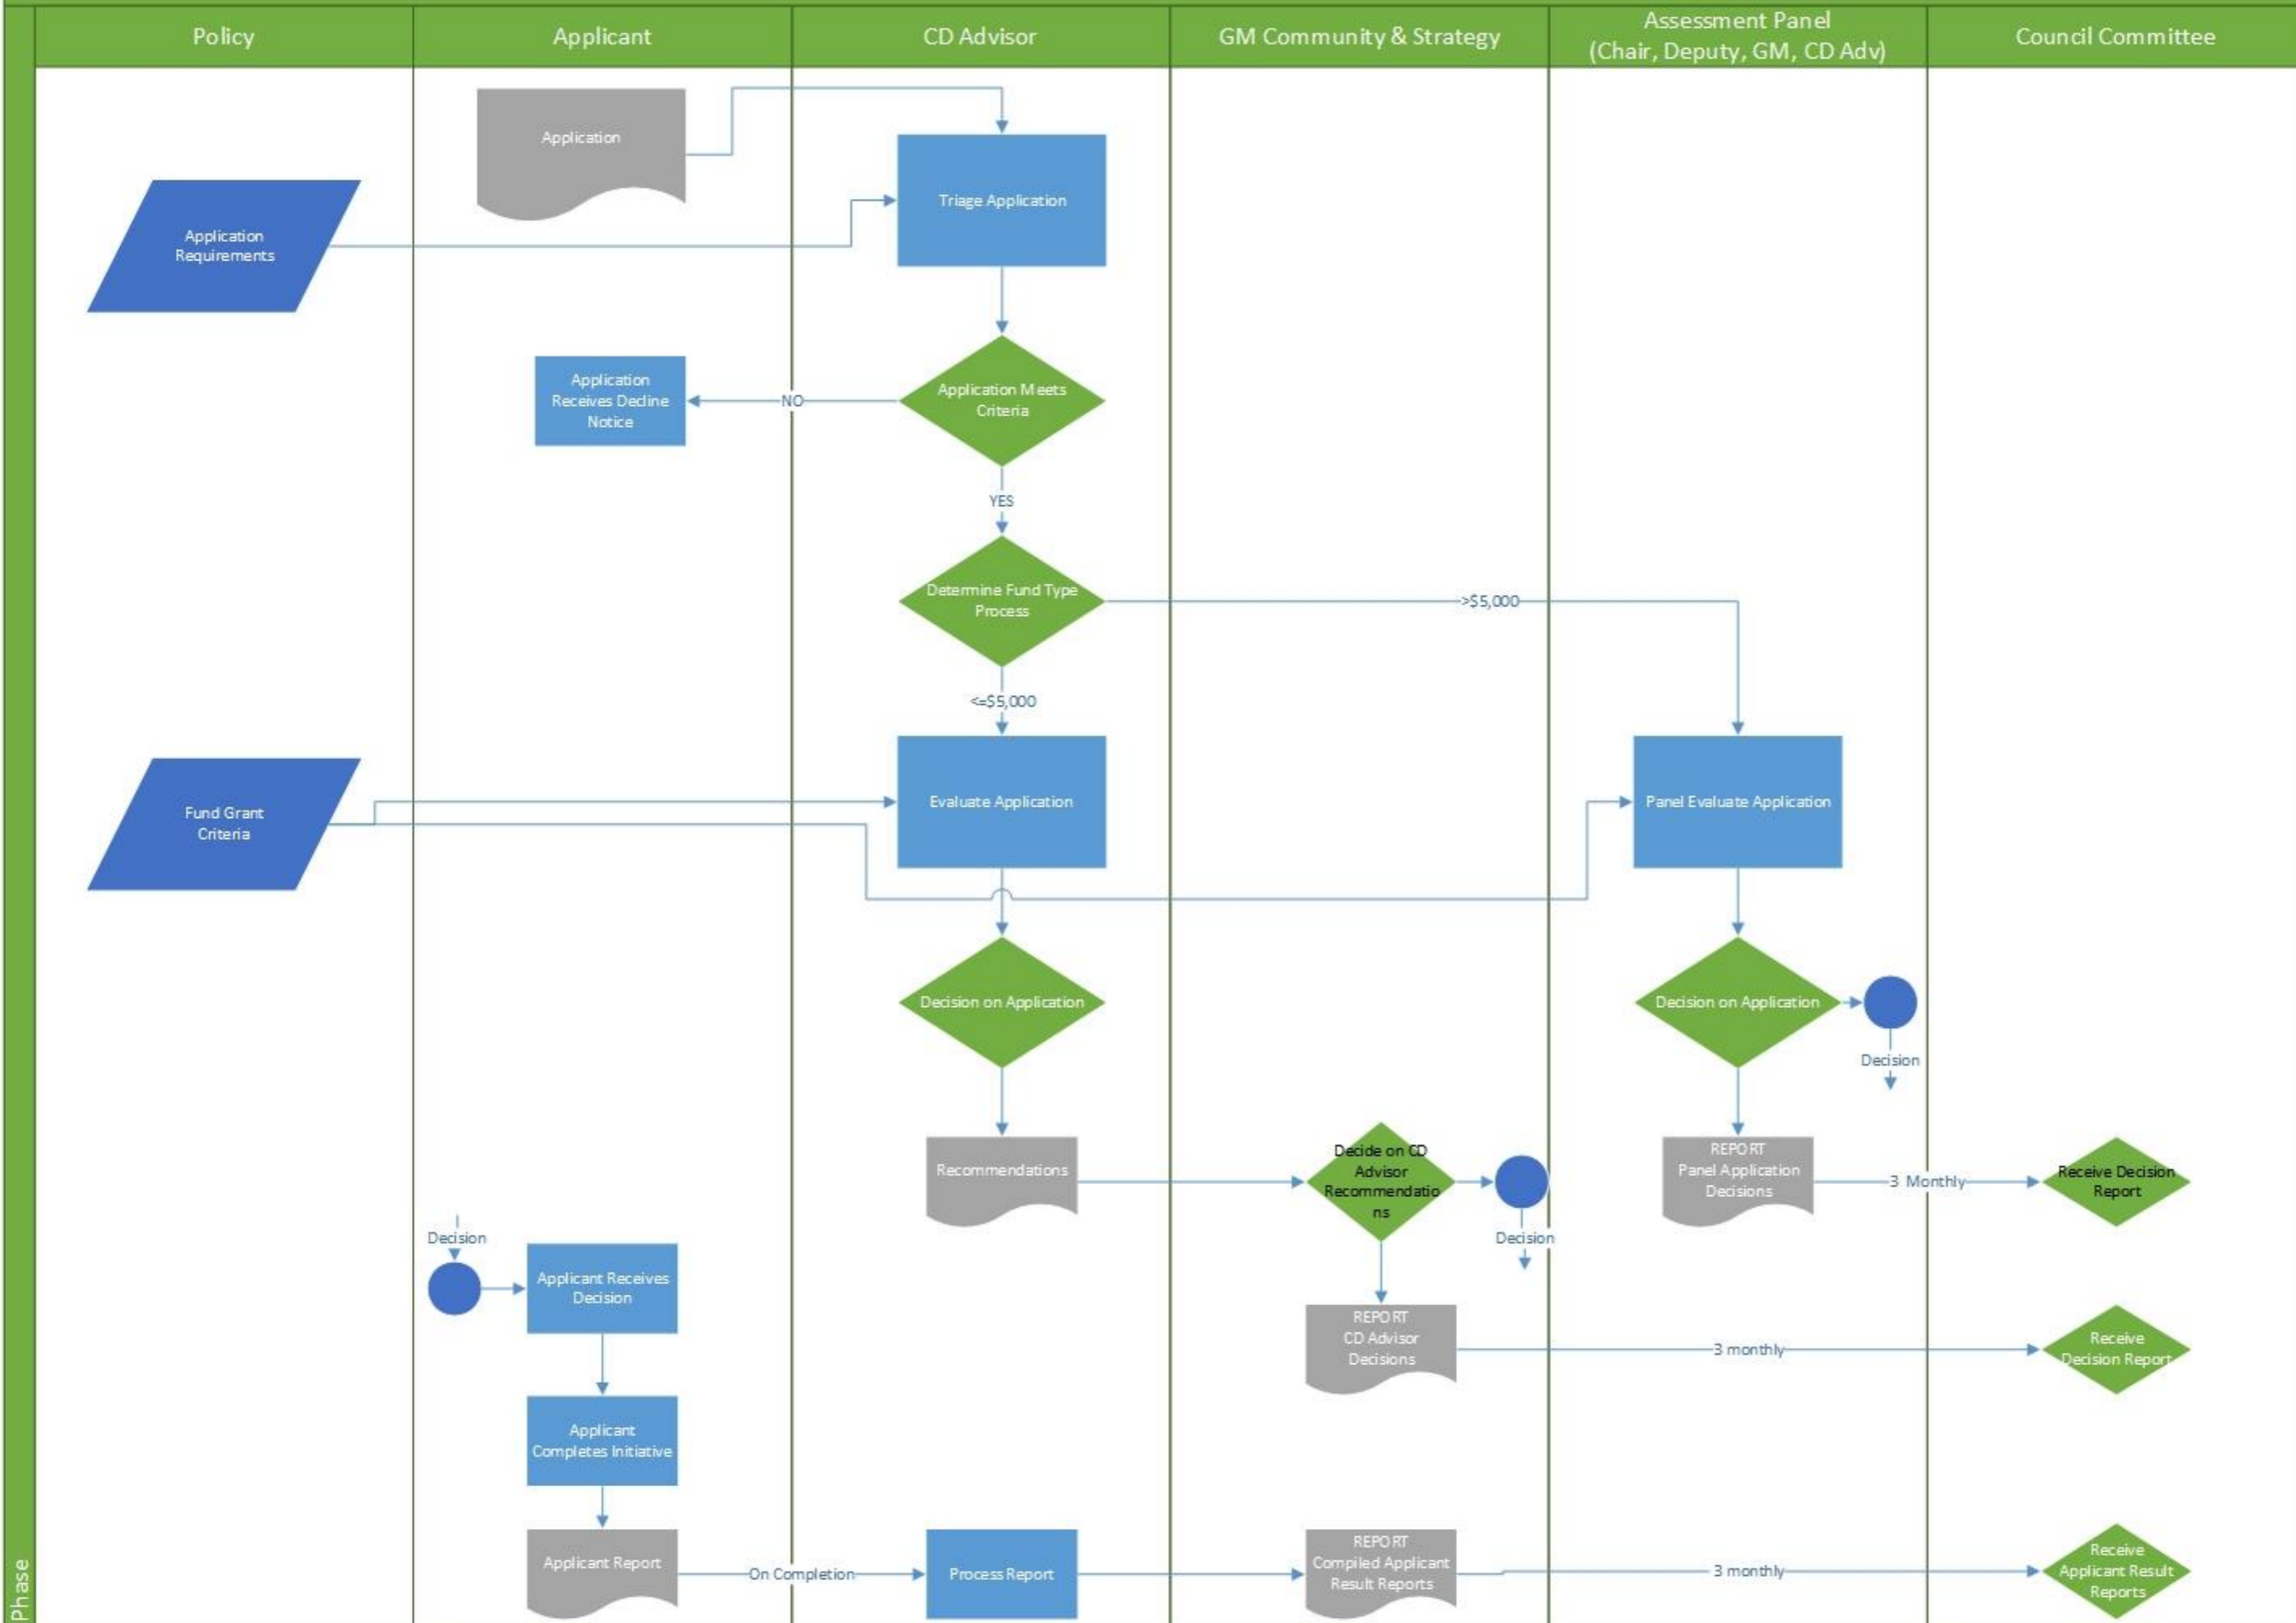 Policy
Applicant
CD Advisor
GM Community & Strategy
Assessment Panel
(Chair, Deputy, GM, CD Adv)
Council Committee
Application
Triage Application
Application
Requirements
Application
Receives Decline
Notice
NO
Application Meets
Criteria
YES
Determine Fund Type
Process
>$5,000
<=$5,000
Fund Grant
Criteria
Evaluate Application
Panel Evaluate Application
Decision on Application
Decision on Application
Decision
Recommendations
Decide on CD
Advisor
Recommendatio
ns
Decision
REPORT
Panel Application
Decisions
3 Monthly
Receive Decision
Report
Decision
Applicant Receives
Decision
REPORT
CD Advisor
Decisions
3 monthly
Receive
Decision Report
Applicant
Completes Initiative
Applicant Report
On Completion
Process Report
REPORT
Compiled Applicant
Result Reports
3 monthly
Receive
Applicant Result
Reports
Phase